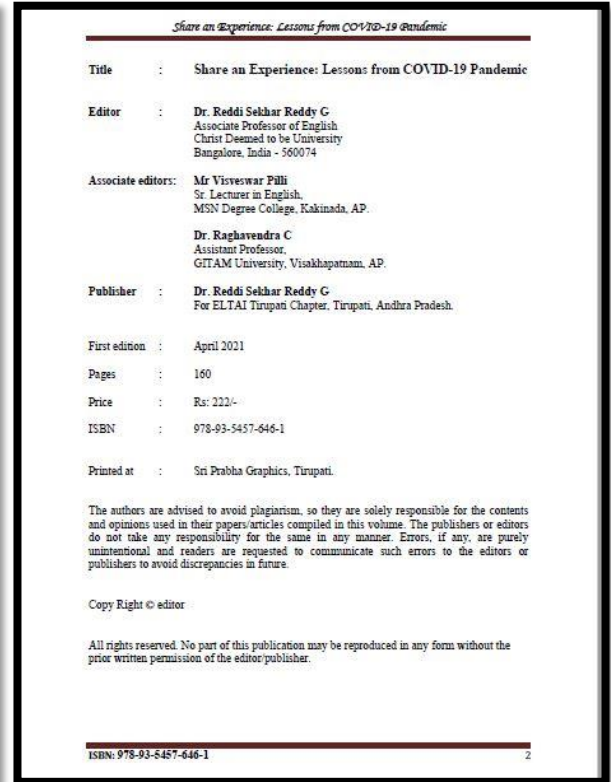 Share an Experience: Lessons from COVID-19 Pandemic
Title : Share an Experience: Lessons from COVID-19 Pandemic
Editor : Dr. Reddi Sekhar Reddy G
Associate Professor of English
Christ Deemed to be University
Bangalore, India - 560074
Associate editors: Mr Visveswar Pilli
Sr. Lecturer in English,
MSN Degree College, Kakinada, AP.
Dr. Raghavendra C
Assistant Professor,
GITAM University, Visakhapatnam, AP.
Publisher : Dr. Reddi Sekhar Reddy G
For ELTAI Tirupati Chapter, Tirupati, Andhra Pradesh.
First edition : April 2021
Pages : 160
Price : Rs: 222/-
ISBN : 978-93-5457-646-1
Printed at : Sri Prabha Graphics, Tirupati.
The authors are advised to avoid plagiarism, so they are solely responsible for the contents
and opinions used in their papers/articles compiled in this volume. The publishers or editors
do not take any responsibility for the same in any manner. Errors, if any, are purely
unintentional and readers are requested to communicate such errors to the editors or
publishers to avoid discrepancies in future.
Copy Right © editor
All rights reserved. No part of this publication may be reproduced in any form without the
prior written permission of the editor/publisher.
ISBN: 978-93-5457-646-1 2